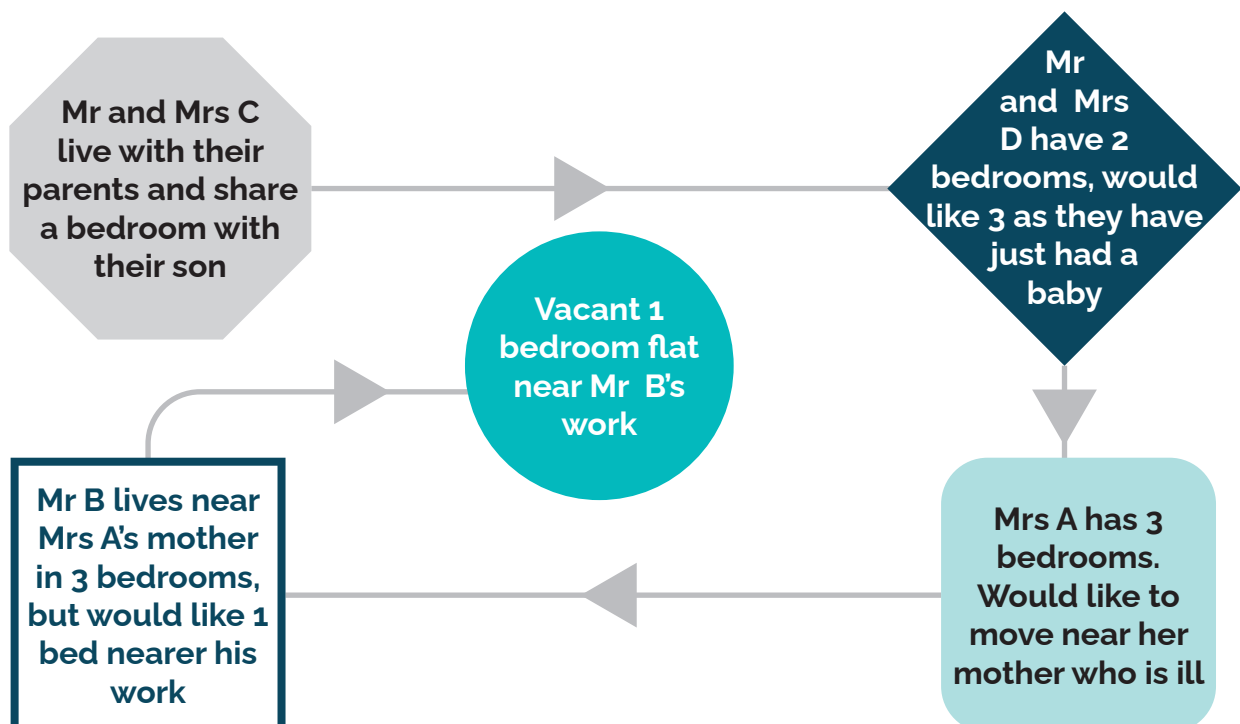 Mr and Mrs C
live with their
parents and share
a bedroom with
their son
Mr
and Mrs
D have 2
bedrooms, would
like 3 as they have
just had a
baby
Vacant 1
bedroom flat
near Mr B's
work
Mr B lives near
Mrs A's mother
in 3 bedrooms,
but would like 1
bed nearer his
work
Mrs A has 3
bedrooms.
Would like to
move near her
mother who is ill